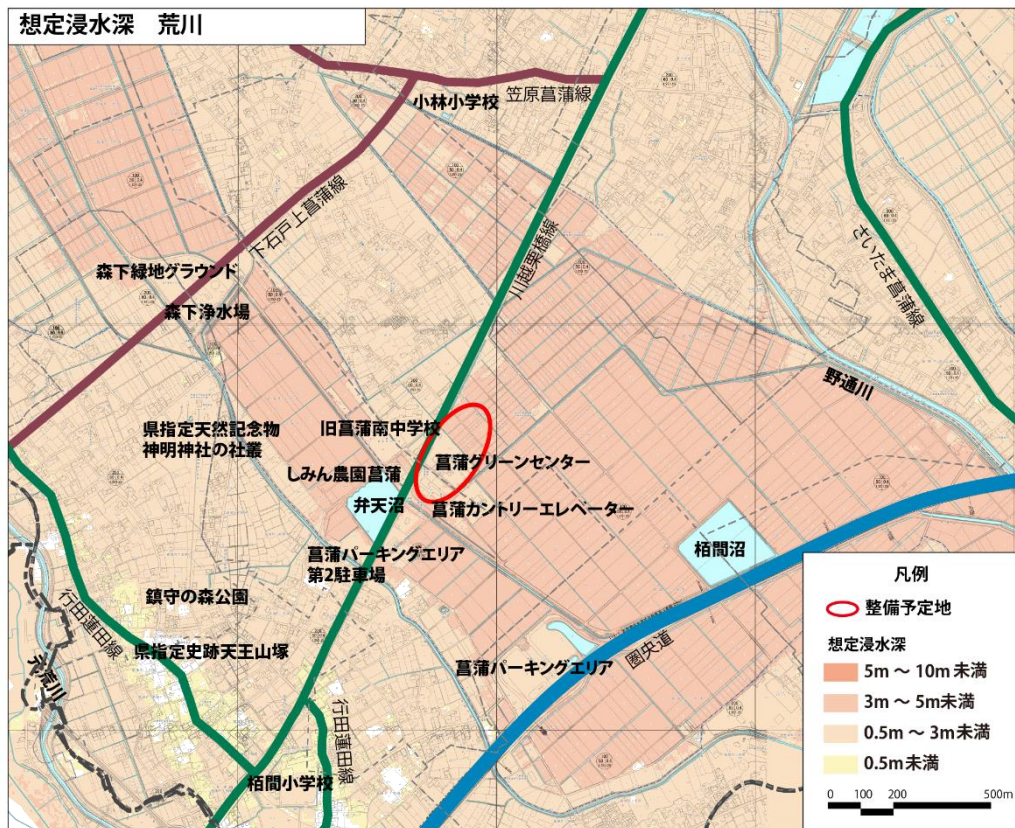 想定浸水深　荒川
小林小学校
笠原菖蒲線
下石戸上菖蒲線
川越栗橋線
さいたま菖蒲線
森下緑地グラウンド
森下浄水場
野通川
県指定天然記念物
神明神社の社叢
旧菖蒲南中学校
しみん農園菖蒲
菖蒲グリーンセンター
弁天沼
菖蒲カントリーエレベーター
菖蒲パーキングエリア
第2駐車場
栢間沼
鎮守の森公園
行田蓮田線
県指定史跡天王山塚
元荒川
菖蒲パーキングエリア
圏央道
行田蓮田線
栢間小学校
凡例
整備予定地
想定浸水深
5m ～ 10m 未満
3m ～ 5m未満
0.5m ～ 3m未満
0.5m 未満
0 100 200 500m